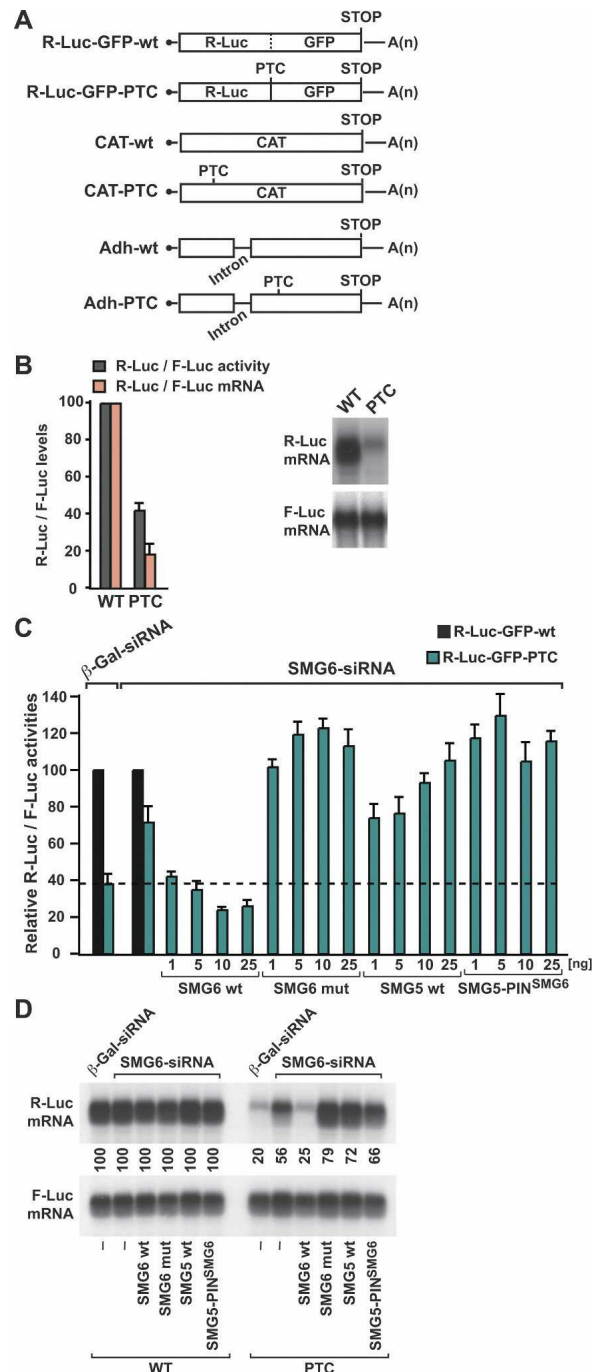 A
R-Luc-GFP-wt R-Luc GFP STOP A(n)
R-Luc-GFP-PTC R-Luc PTC GFP STOP A(n)
CAT-wt CAT STOP A(n)
CAT-PTC PTC CAT STOP A(n)
Adh-wt Intron STOP A(n)
Adh-PTC Intron PTC STOP A(n)
B
R-Luc / F-Luc activity
R-Luc / F-Luc mRNA
R-Luc / F-Luc levels
100
80
60
40
20
0
WT PTC
WT PTC
R-Luc
mRNA
F-Luc
mRNA
C
β-Gal-siRNA
R-Luc-GFP-wt
R-Luc-GFP-PTC
SMG6-siRNA
Relative R-Luc / F-Luc activities
140
120
100
80
60
40
20
0
1 5 10 25 1 5 10 25 1 5 10 25 1 5 10 25 [ng]
SMG6 wt SMG6 mut SMG5 wt SMG5-PINSMG6
D
β-Gal-siRNA SMG6-siRNA β-Gal-siRNA SMG6-siRNA
R-Luc
mRNA
100 100 100 100 100 100 20 56 25 79 72 66
F-Luc
mRNA
– – SMG6 wt SMG6 mut SMG5 wt SMG5-PINSMG6 – – SMG6 wt SMG6 mut SMG5 wt SMG5-PINSMG6
WT PTC